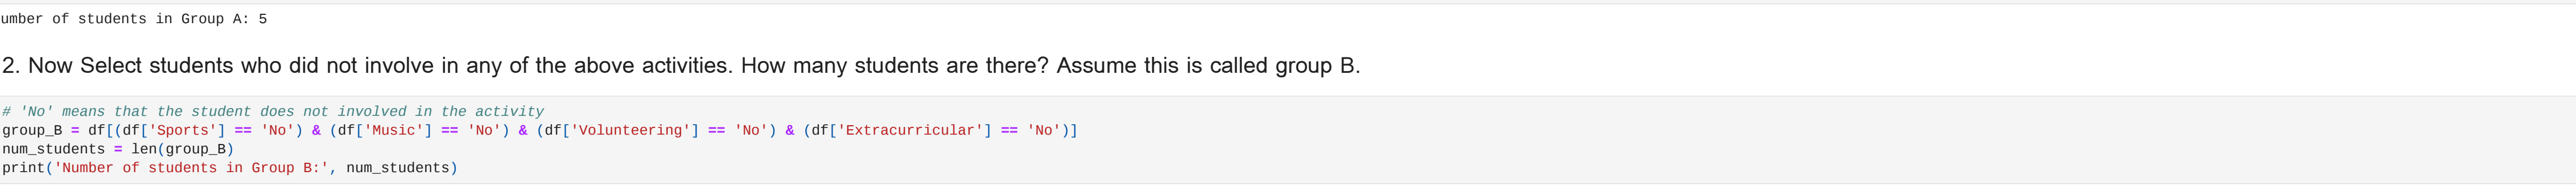 umber of students in Group A: 5
2. Now Select students who did not involve in any of the above activities. How many students are there? Assume this is called group B.
# 'No' means that the student does not involved in the activity
group_B = df[(df['Sports'] == 'No') & (df['Music'] == 'No') & (df['Volunteering'] == 'No') & (df['Extracurricular'] == 'No')]
num_students = len(group_B)
print('Number of students in Group B:', num_students)